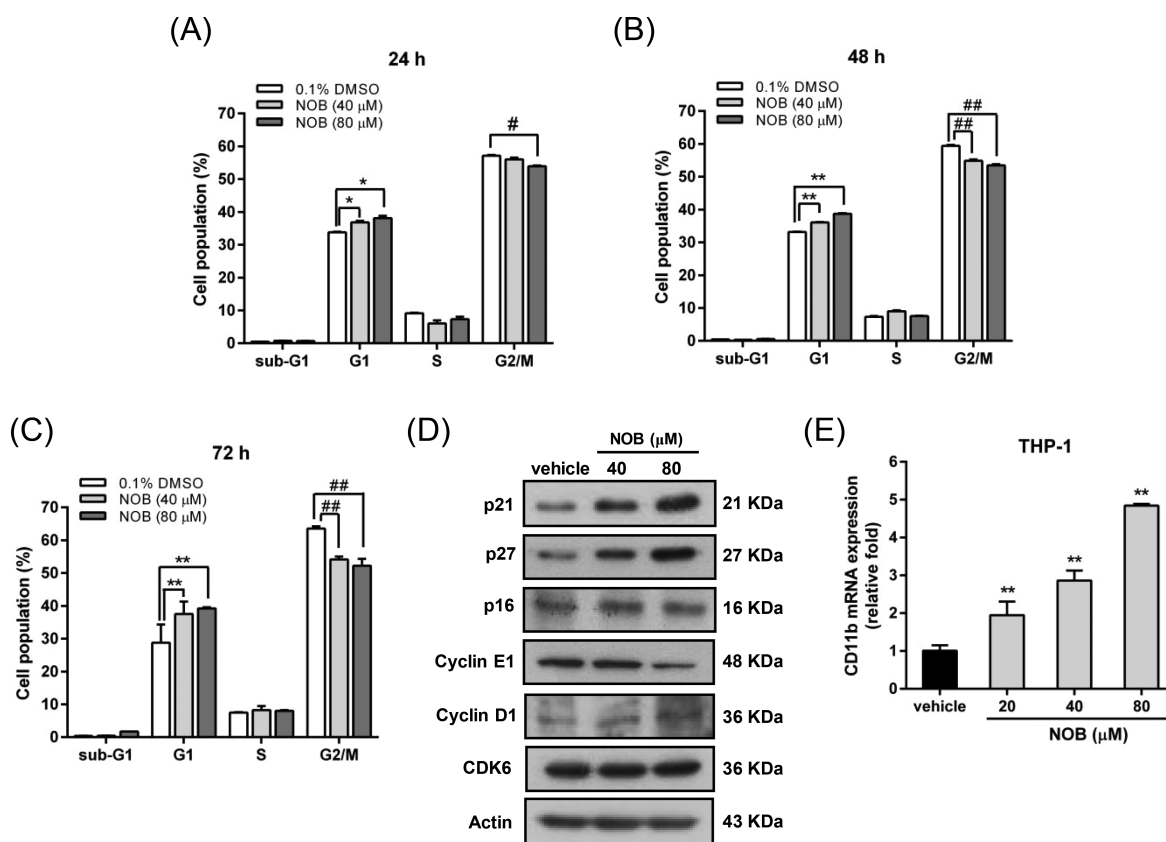 (A)
24 h
0.1% DMSO
NOB (40 μM)
NOB (80 μM)
Cell population (%)
70
60
50
40
30
20
10
0
#
*
*
sub-G1 G1 S G2/M
(B)
48 h
0.1% DMSO
NOB (40 μM)
NOB (80 μM)
Cell population (%)
70
60
50
40
30
20
10
0
##
##
**
**
sub-G1 G1 S G2/M
(C)
72 h
0.1% DMSO
NOB (40 μM)
NOB (80 μM)
Cell population (%)
70
60
50
40
30
20
10
0
##
##
**
**
sub-G1 G1 S G2/M
(D)
NOB (μM)
vehicle 40 80
p21 21 KDa
p27 27 KDa
p16 16 KDa
Cyclin E1 48 KDa
Cyclin D1 36 KDa
CDK6 36 KDa
Actin 43 KDa
(E)
THP-1
CD11b mRNA expression
(relative fold)
6
5
4
3
2
1
0
**
**
**
vehicle 20 40 80
NOB (μM)